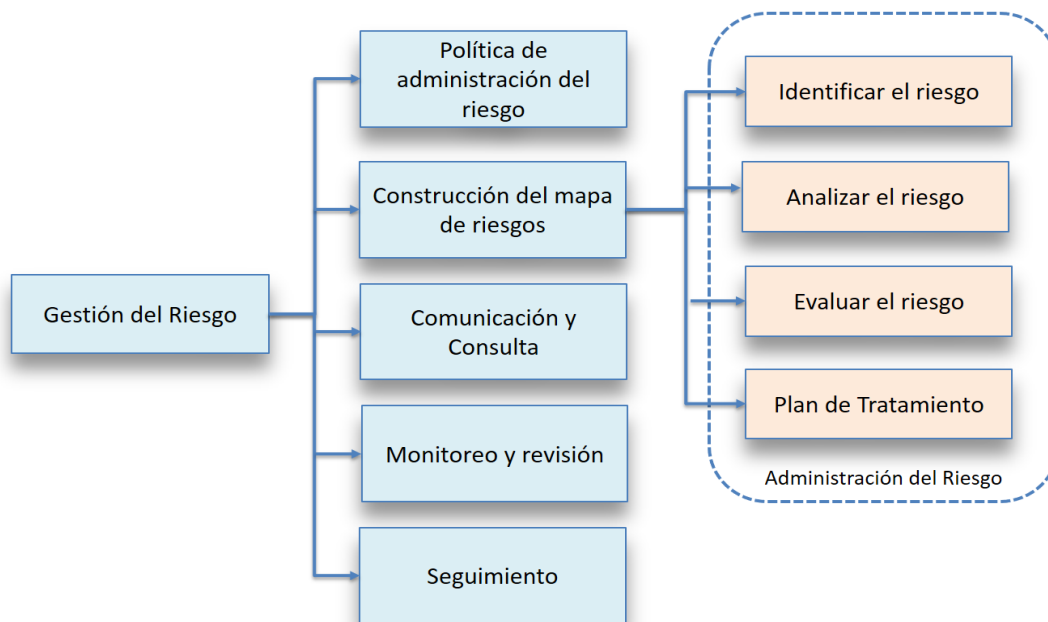 Gestión del Riesgo
Política de
administración del
riesgo
Construcción del mapa
de riesgos
Comunicación y
Consulta
Monitoreo y revisión
Seguimiento
Identificar el riesgo
Analizar el riesgo
Evaluar el riesgo
Plan de Tratamiento
Administración del Riesgo